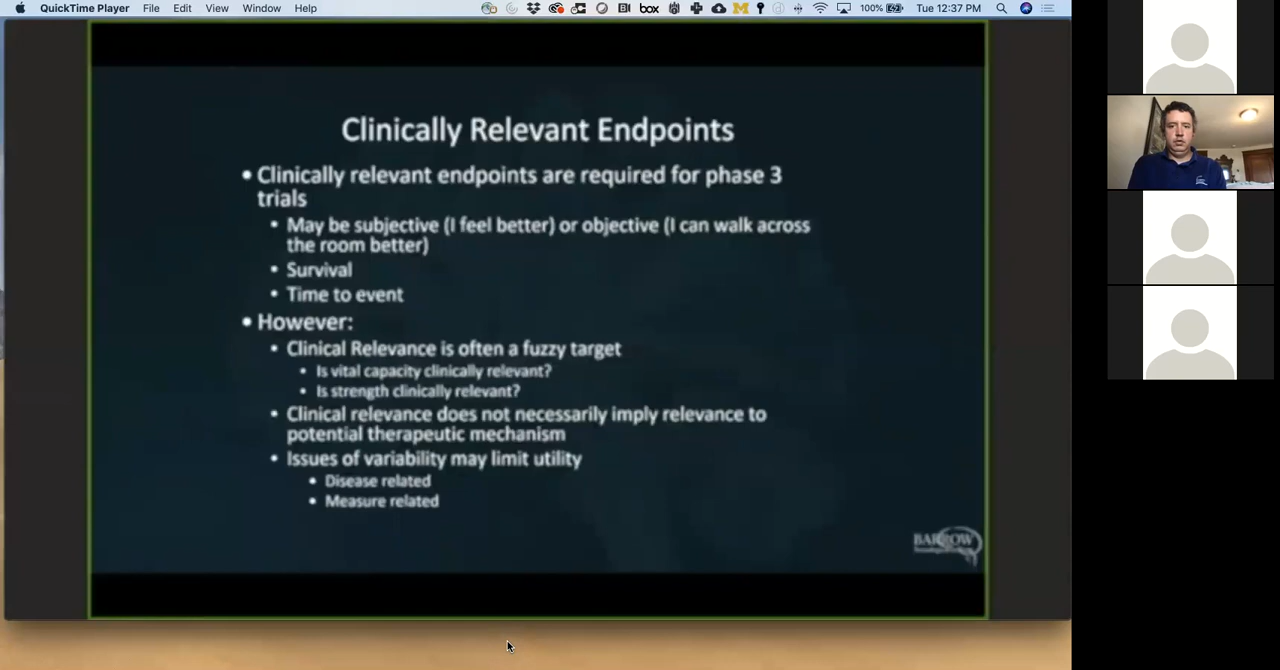 QuickTime Player File Edit View Window Help box 100% Tue 12:37 PM
Clinically Relevant Endpoints
• Clinically relevant endpoints are required for phase 3
trials
• May be subjective (I feel better) or objective (I can walk across
the room better)
• Survival
• Time to event
• However:
• Clinical Relevance is often a fuzzy target
• Is vital capacity clinically relevant?
• Is strength clinically relevant?
• Clinical relevance does not necessarily imply relevance to
potential therapeutic mechanism
• Issues of variability may limit utility
• Disease related
• Measure related
BARROW